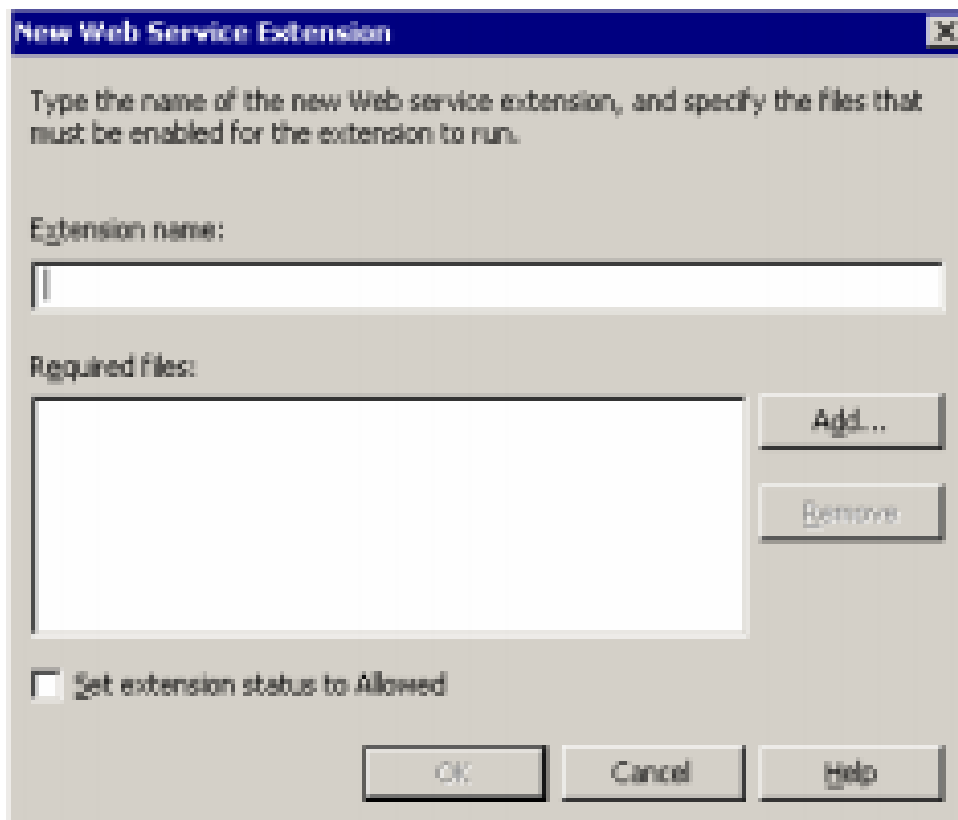 New Web Service Extension
Type the name of the new Web service extension, and specify the files that
must be enabled for the extension to run.
Extension name:
Required files:
Add...
Remove
Set extension status to Allowed
OK
Cancel
Help